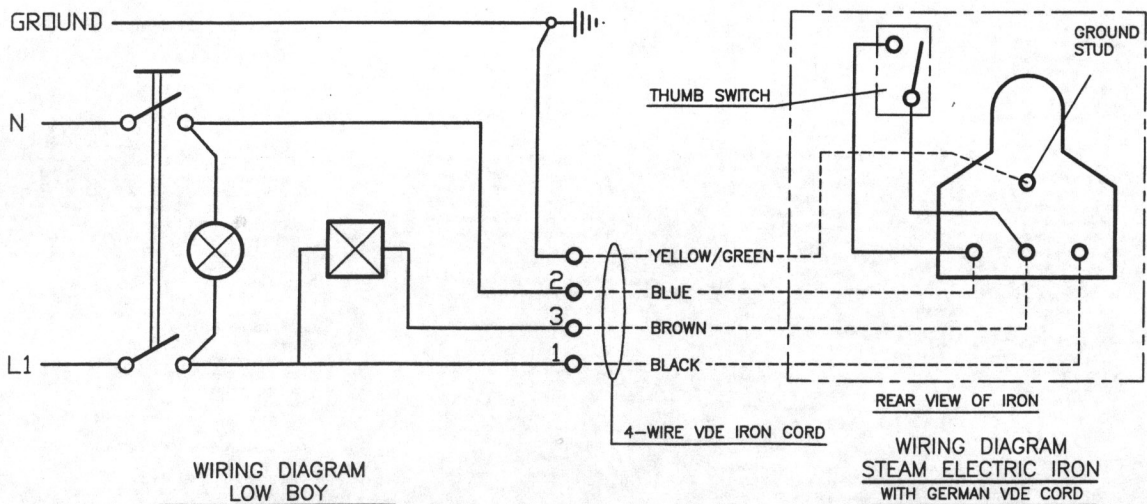 GROUND
N
L1
WIRING DIAGRAM
LOW BOY
YELLOW/GREEN
2
BLUE
3
BROWN
1
BLACK
4-WIRE VDE IRON CORD
THUMB SWITCH
GROUND
STUD
REAR VIEW OF IRON
WIRING DIAGRAM
STEAM ELECTRIC IRON
WITH GERMAN VDE CORD